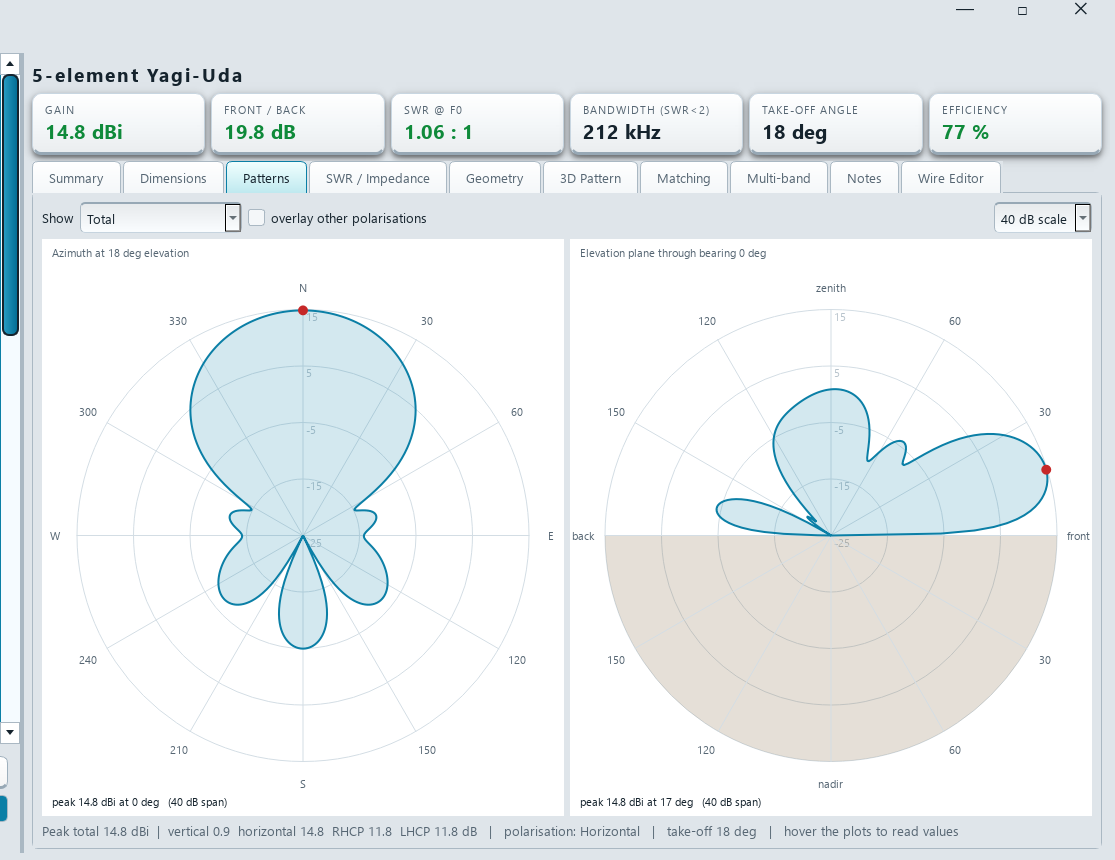 5-element Yagi-Uda
GAIN
14.8 dBi
FRONT / BACK
19.8 dB
SWR @ F0
1.06 : 1
BANDWIDTH (SWR<2)
212 kHz
TAKE-OFF ANGLE
18 deg
EFFICIENCY
77 %
Summary Dimensions Patterns SWR / Impedance Geometry 3D Pattern Matching Multi-band Notes Wire Editor
Show Total overlay other polarisations 40 dB scale
Azimuth at 18 deg elevation
N
15
330 30
5
300 60
-5
-15
W E
-25
240 120
210 150
S
peak 14.8 dBi at 0 deg (40 dB span)
Elevation plane through bearing 0 deg
zenith
15
120 60
5
150 30
-5
-15
back front
-25
150 30
120 60
nadir
peak 14.8 dBi at 17 deg (40 dB span)
Peak total 14.8 dBi | vertical 0.9 horizontal 14.8 RHCP 11.8 LHCP 11.8 dB | polarisation: Horizontal | take-off 18 deg | hover the plots to read values